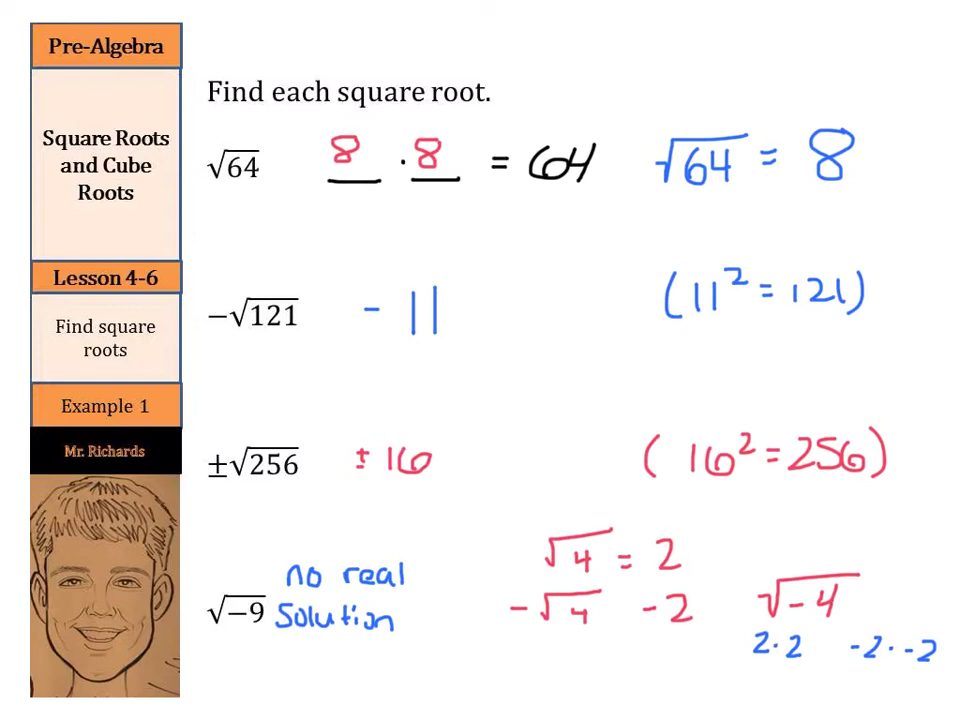 Pre-Algebra
Square Roots
and Cube
Roots
Lesson 4-6
Find square
roots
Example 1
Mr. Richards
Find each square root.
√64 8 · 8 = 64 √64 = 8
−√121 - 11 (11² = 121)
±√256 ± 16 (16² = 256)
√4 = 2
√−9 no real
solution -√4 -2 √-4
2·2 -2·-2